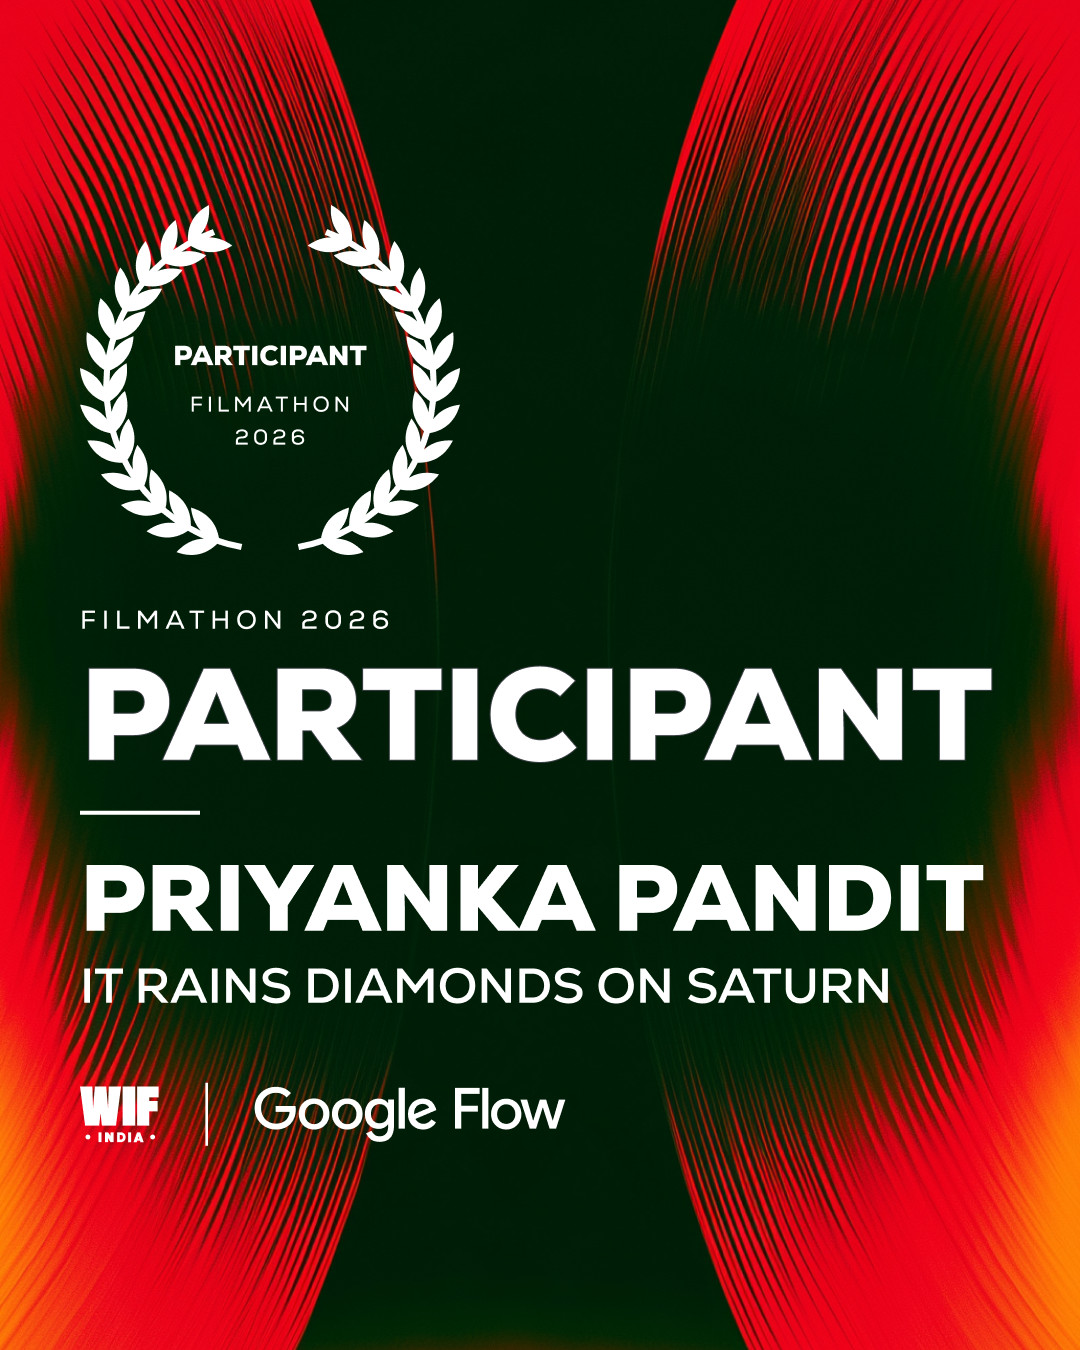 PARTICIPANT
FILMATHON
2026
FILMATHON 2026
PARTICIPANT
PRIYANKA PANDIT
IT RAINS DIAMONDS ON SATURN
WIF
• INDIA •
Google Flow